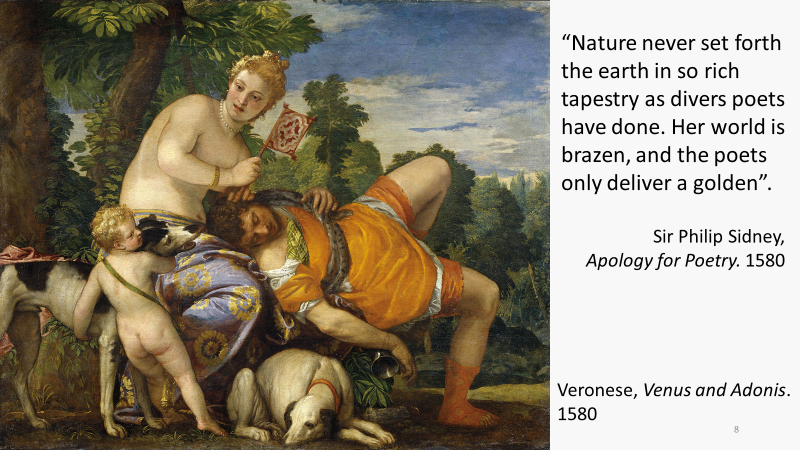 “Nature never set forth
the earth in so rich
tapestry as divers poets
have done. Her world is
brazen, and the poets
only deliver a golden”.
Sir Philip Sidney,
Apology for Poetry. 1580
Veronese, Venus and Adonis.
1580
8